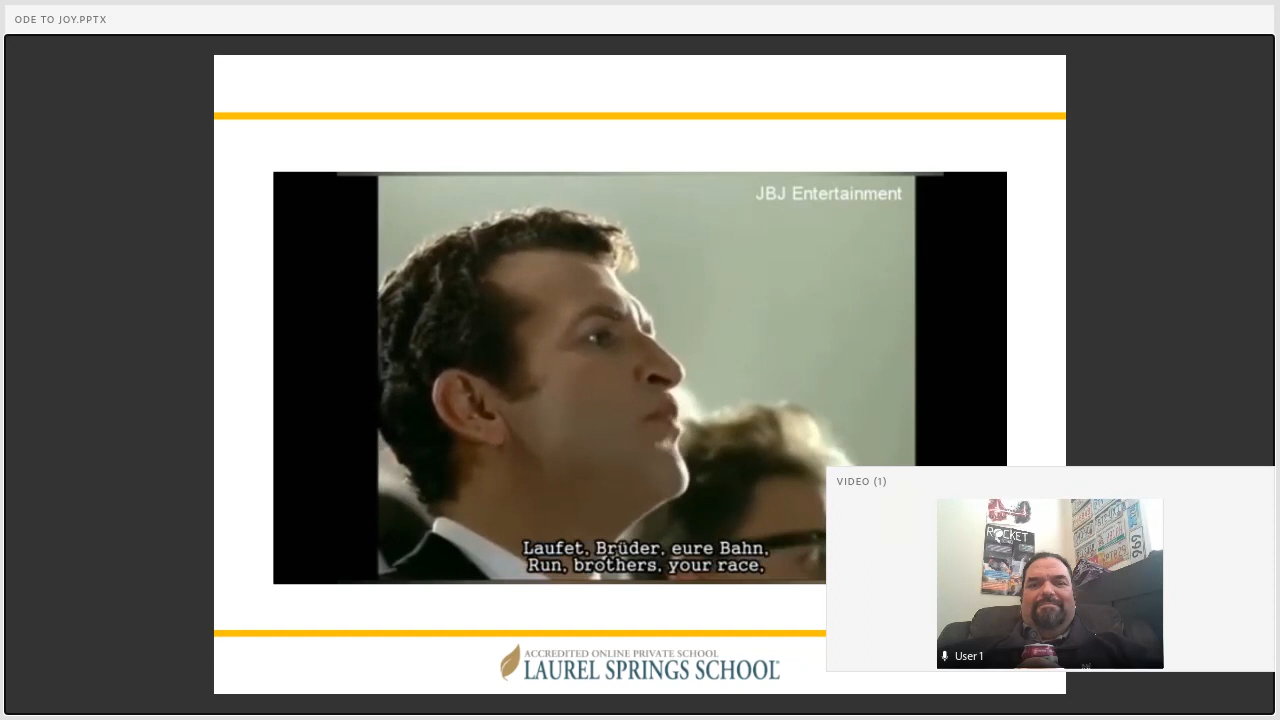 ODE TO JOY.PPTX
JBJ Entertainment
Laufet, Brüder, eure Bahn,
Run, brothers, your race,
VIDEO (1)
ROCKET
User 1
ACCREDITED ONLINE PRIVATE SCHOOL
LAUREL SPRINGS SCHOOL